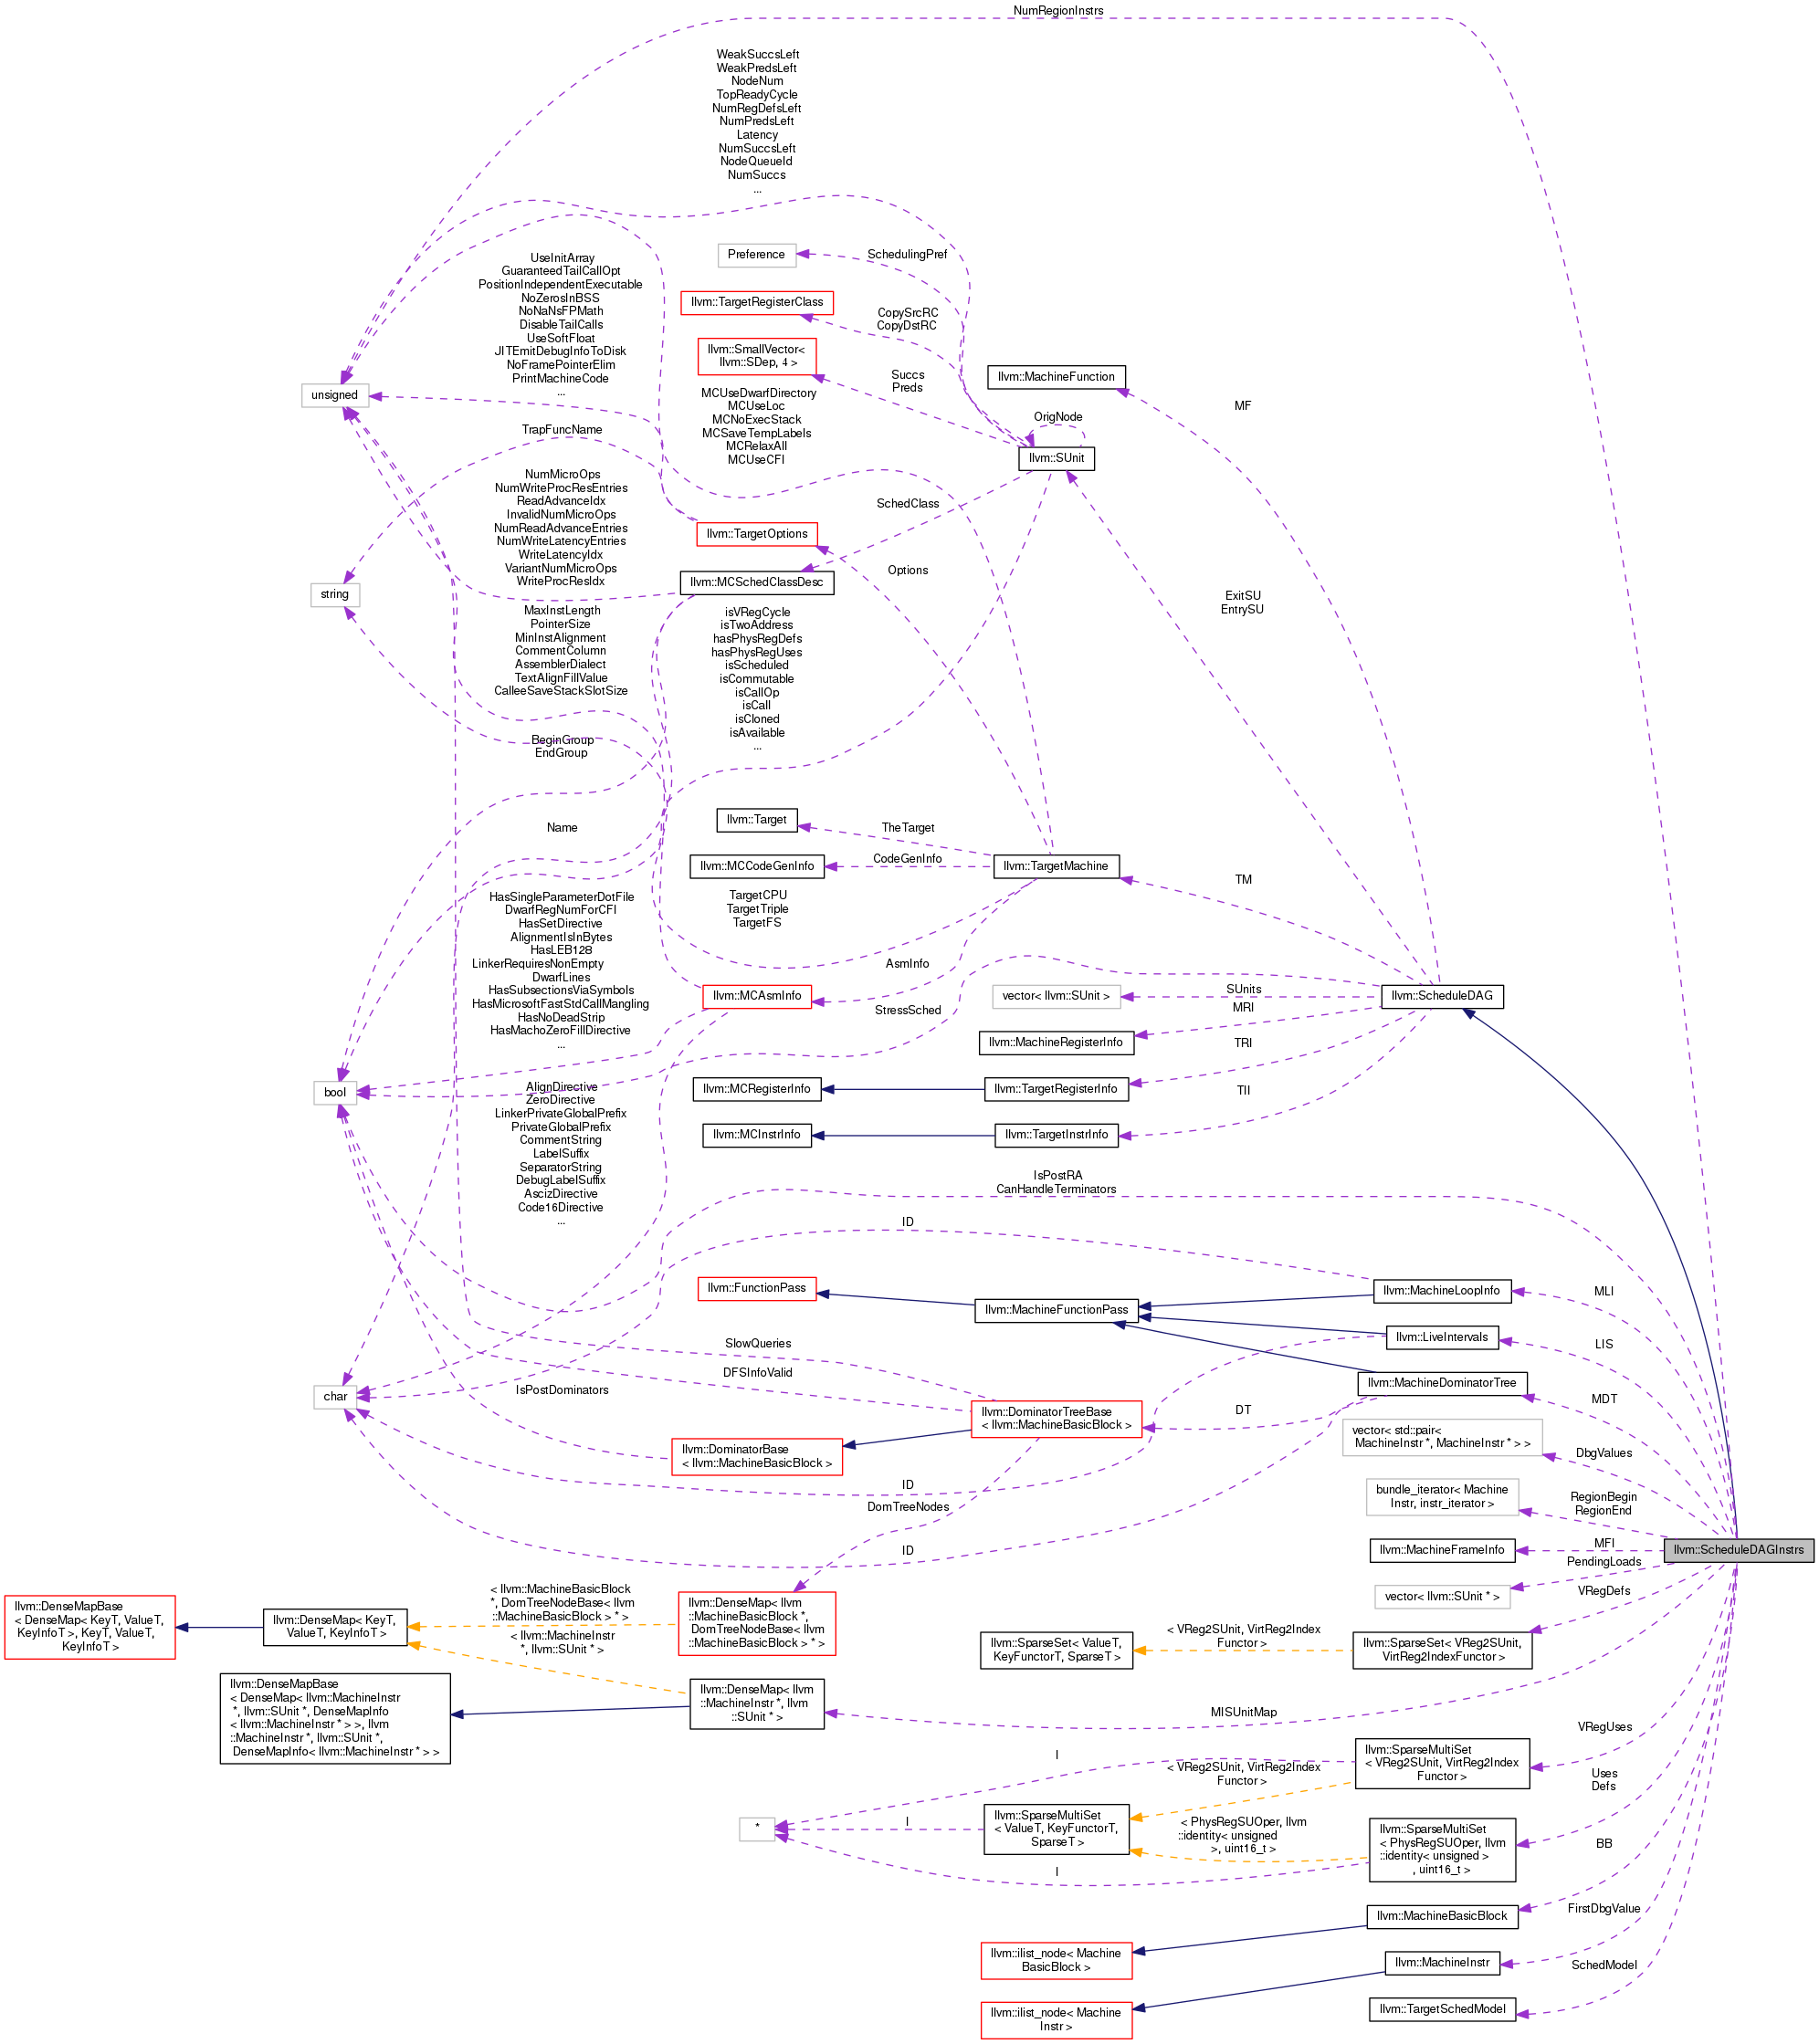 NumRegionInstrs
WeakSuccsLeft
WeakPredsLeft
NodeNum
TopReadyCycle
NumRegDefsLeft
NumPredsLeft
Latency
NumSuccsLeft
NodeQueueId
NumSuccs
...
Preference
SchedulingPref
UseInitArray
GuaranteedTailCallOpt
PositionIndependentExecutable
NoZerosInBSS
NoNaNsFPMath
DisableTailCalls
UseSoftFloat
JITEmitDebugInfoToDisk
NoFramePointerElim
PrintMachineCode
...
llvm::TargetRegisterClass
CopySrcRC
CopyDstRC
llvm::SmallVector<
llvm::SDep, 4 >
Succs
Preds
llvm::MachineFunction
MF
unsigned
MCUseDwarfDirectory
MCUseLoc
MCNoExecStack
MCSaveTempLabels
MCRelaxAll
MCUseCFI
OrigNode
llvm::SUnit
TrapFuncName
NumMicroOps
NumWriteProcResEntries
ReadAdvanceIdx
InvalidNumMicroOps
NumReadAdvanceEntries
NumWriteLatencyEntries
WriteLatencyIdx
VariantNumMicroOps
WriteProcResIdx
SchedClass
llvm::TargetOptions
Options
llvm::MCSchedClassDesc
string
ExitSU
EntrySU
MaxInstLength
PointerSize
MinInstAlignment
CommentColumn
AssemblerDialect
TextAlignFillValue
CalleeSaveStackSlotSize
isVRegCycle
isTwoAddress
hasPhysRegDefs
hasPhysRegUses
isScheduled
isCommutable
isCallOp
isCall
isCloned
isAvailable
...
BeginGroup
EndGroup
Name
llvm::Target
TheTarget
llvm::MCCodeGenInfo
CodeGenInfo
llvm::TargetMachine
TM
TargetCPU
TargetTriple
TargetFS
HasSingleParameterDotFile
DwarfRegNumForCFI
HasSetDirective
AlignmentIsInBytes
HasLEB128
LinkerRequiresNonEmpty
DwarfLines
HasSubsectionsViaSymbols
HasMicrosoftFastStdCallMangling
HasNoDeadStrip
HasMachoZeroFillDirective
...
AsmInfo
llvm::MCAsmInfo
StressSched
vector< llvm::SUnit >
SUnits
MRI
llvm::ScheduleDAG
llvm::MachineRegisterInfo
TRI
bool
llvm::MCRegisterInfo
llvm::TargetRegisterInfo
TII
llvm::MCInstrInfo
llvm::TargetInstrInfo
AlignDirective
ZeroDirective
LinkerPrivateGlobalPrefix
PrivateGlobalPrefix
CommentString
LabelSuffix
SeparatorString
DebugLabelSuffix
AscizDirective
Code16Directive
...
IsPostRA
CanHandleTerminators
ID
llvm::FunctionPass
llvm::MachineFunctionPass
llvm::MachineLoopInfo
MLI
llvm::LiveIntervals
LIS
SlowQueries
DFSInfoValid
IsPostDominators
char
llvm::MachineDominatorTree
MDT
DT
llvm::DominatorTreeBase
< llvm::MachineBasicBlock >
llvm::DominatorBase
< llvm::MachineBasicBlock >
vector< std::pair<
MachineInstr *, MachineInstr * > >
DbgValues
ID
DomTreeNodes
bundle_iterator< Machine
Instr, instr_iterator >
RegionBegin
RegionEnd
ID
llvm::MachineFrameInfo
MFI
llvm::ScheduleDAGInstrs
PendingLoads
vector< llvm::SUnit * >
VRegDefs
llvm::DenseMapBase
< DenseMap< KeyT, ValueT,
KeyInfoT >, KeyT, ValueT,
KeyInfoT >
llvm::DenseMap< KeyT,
ValueT, KeyInfoT >
< llvm::MachineBasicBlock
*, DomTreeNodeBase< llvm
::MachineBasicBlock > * >
llvm::DenseMap< llvm
::MachineBasicBlock *,
DomTreeNodeBase< llvm
::MachineBasicBlock > * >
< llvm::MachineInstr
*, llvm::SUnit * >
llvm::SparseSet< ValueT,
KeyFunctorT, SparseT >
< VReg2SUnit, VirtReg2Index
Functor >
llvm::SparseSet< VReg2SUnit,
VirtReg2IndexFunctor >
llvm::DenseMapBase
< DenseMap< llvm::MachineInstr
*, llvm::SUnit *, DenseMapInfo
< llvm::MachineInstr * > >, llvm
::MachineInstr *, llvm::SUnit *,
DenseMapInfo< llvm::MachineInstr * > >
llvm::DenseMap< llvm
::MachineInstr *, llvm
::SUnit * >
MISUnitMap
VRegUses
I
< VReg2SUnit, VirtReg2Index
Functor >
llvm::SparseMultiSet
< VReg2SUnit, VirtReg2Index
Functor >
Uses
Defs
*
I
llvm::SparseMultiSet
< ValueT, KeyFunctorT,
SparseT >
< PhysRegSUOper, llvm
::identity< unsigned
>, uint16_t >
llvm::SparseMultiSet
< PhysRegSUOper, llvm
::identity< unsigned >
, uint16_t >
I
BB
llvm::MachineBasicBlock
FirstDbgValue
llvm::ilist_node< Machine
BasicBlock >
llvm::MachineInstr
SchedModel
llvm::ilist_node< Machine
Instr >
llvm::TargetSchedModel